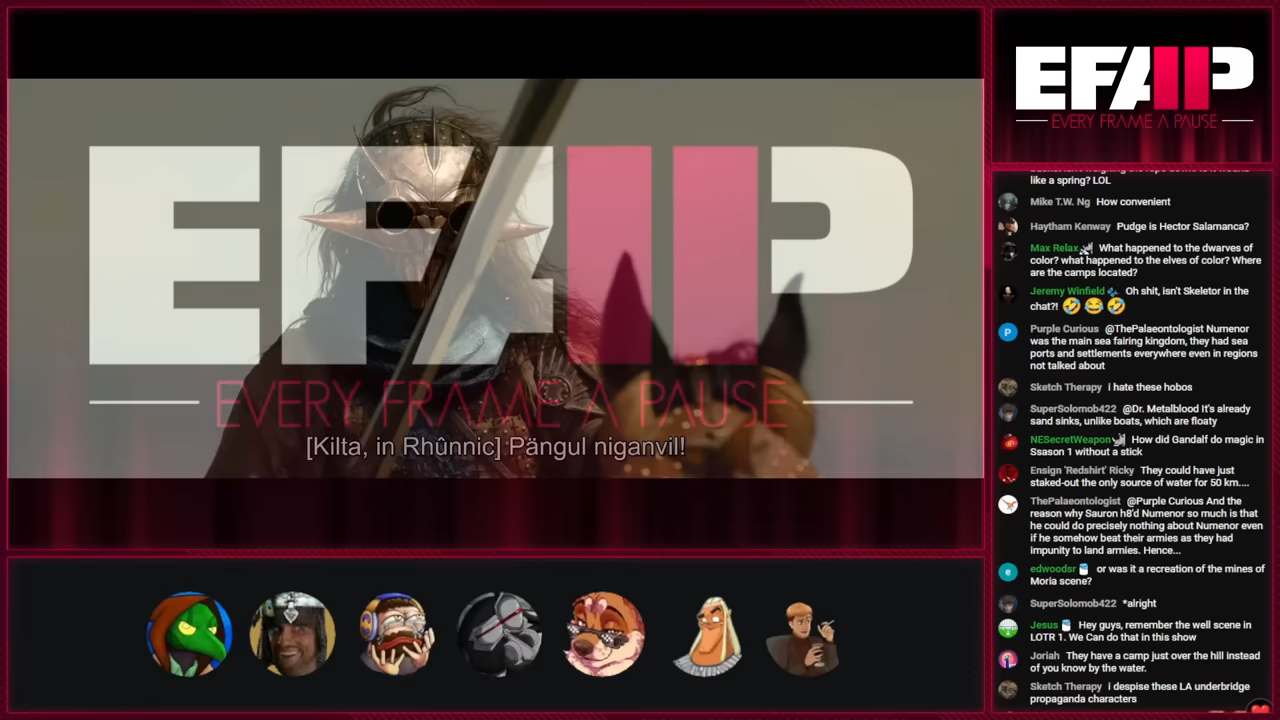 EFAP
EVERY FRAME A PAUSE
[Kilta, in Rhûnnic] Pängul niganvil!
EFAP
EVERY FRAME A PAUSE
like a spring? LOL
Mike T.W. Ng How convenient
Haytham Kenway Pudge is Hector Salamanca?
Max Relax What happened to the dwarves of
color? what happened to the elves of color? Where
are the camps located?
Jeremy Winfield Oh shit, isn't Skeletor in the
chat?! 🤣 😂 🤣
P
Purple Curious @ThePalaeontologist Numenor
was the main sea fairing kingdom, they had sea
ports and settlements everywhere even in regions
not talked about
Sketch Therapy i hate these hobos
SuperSolomob422 @Dr. Metalblood It's already
sand sinks, unlike boats, which are floaty
NESecretWeapon How did Gandalf do magic in
Ssason 1 without a stick
Ensign 'Redshirt' Ricky They could have just
staked-out the only source of water for 50 km....
ThePalaeontologist @Purple Curious And the
reason why Sauron h8'd Numenor so much is that
he could do precisely nothing about Numenor even
if he somehow beat their armies as they had
impunity to land armies. Hence...
e
edwoodsr or was it a recreation of the mines of
Moria scene?
SuperSolomob422 *alright
Jesus Hey guys, remember the well scene in
LOTR 1. We Can do that in this show
Joriah They have a camp just over the hill instead
of you know by the water.
Sketch Therapy i despise these LA underbridge
propaganda characters